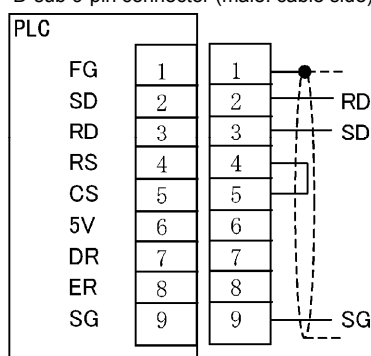 D-sub 9-pin connector (male: cable side)
PLC
FG 1 1
SD 2 2 RD
RD 3 3 SD
RS 4 4
CS 5 5
5V 6 6
DR 7 7
ER 8 8
SG 9 9 SG